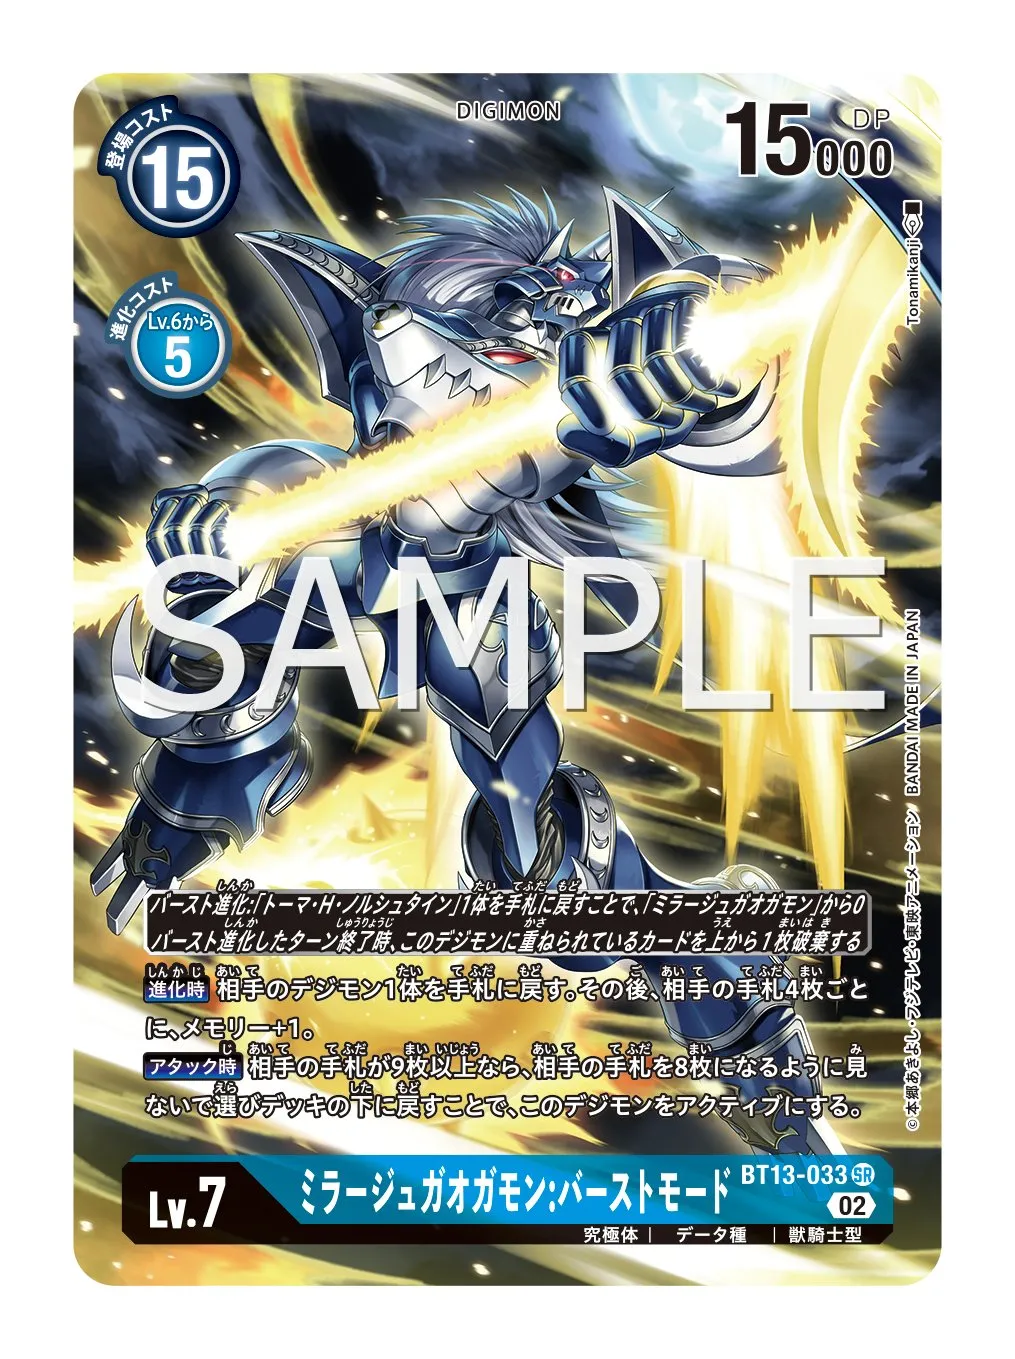 DIGIMON
登場コスト
15
15000
DP
進化コスト
Lv.6から
5
Tonamikanji
SAMPLE
BANDAI MADE IN JAPAN
©本郷あきよし・フジテレビ・東映アニメーション
バースト進化:「トーマ・H・ノルシュタイン」1体を手札に戻すことで、「ミラージュガオガモン」から0
バースト進化したターン終了時、このデジモンに重ねられているカードを上から1枚破棄する
進化時 相手のデジモン1体を手札に戻す。その後、相手の手札4枚ごと
に、メモリー+1。
アタック時 相手の手札が9枚以上なら、相手の手札を8枚になるように見
ないで選びデッキの下に戻すことで、このデジモンをアクティブにする。
Lv.7
ミラージュガオガモン:バーストモード
BT13-033 SR
02
究極体 | データ種 | 獣騎士型